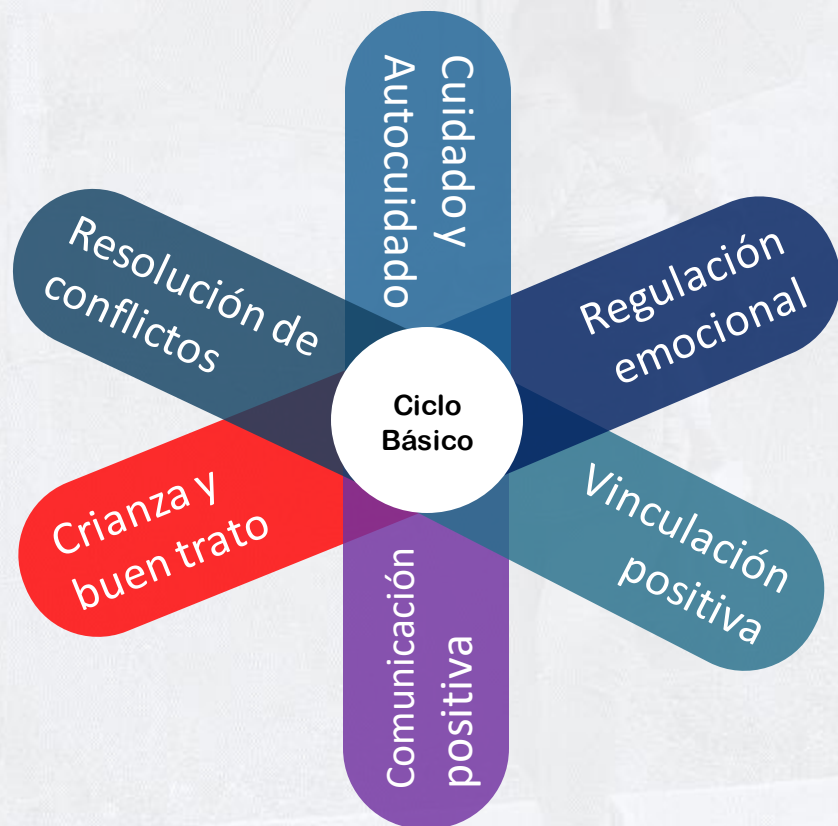 Cuidado y
Autocuidado
Regulación
emocional
Vinculación
positiva
Comunicación
positiva
Crianza y
buen trato
Resolución de
conflictos
Ciclo
Básico